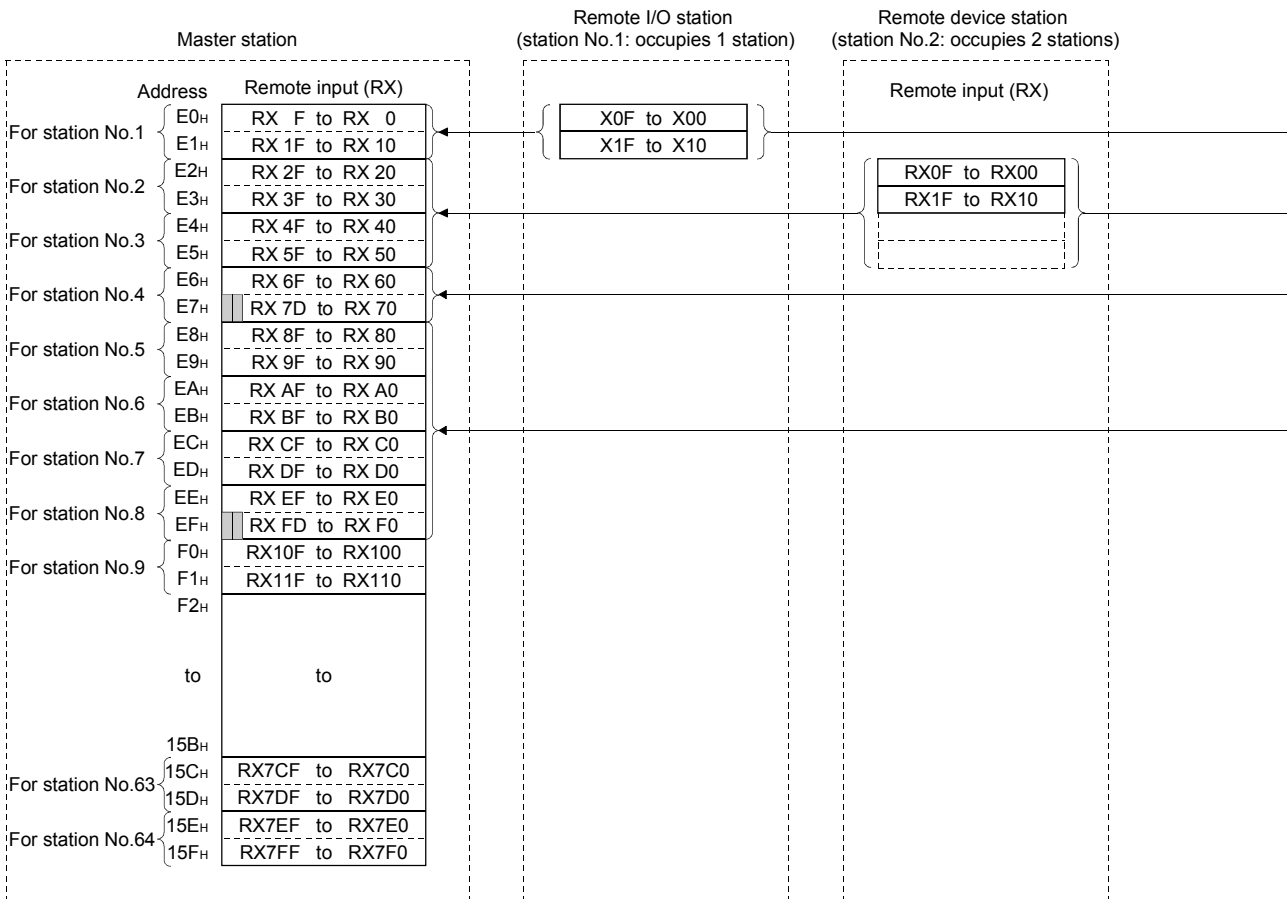 Master station
Remote I/O station
(station No.1: occupies 1 station)
Remote device station
(station No.2: occupies 2 stations)
Address Remote input (RX)
Remote input (RX)
For station No.1
E0H RX F to RX 0
X0F to X00
E1H RX 1F to RX 10
X1F to X10
For station No.2
E2H RX 2F to RX 20
RX0F to RX00
E3H RX 3F to RX 30
RX1F to RX10
For station No.3
E4H RX 4F to RX 40
E5H RX 5F to RX 50
For station No.4
E6H RX 6F to RX 60
E7H RX 7D to RX 70
For station No.5
E8H RX 8F to RX 80
E9H RX 9F to RX 90
For station No.6
EAH RX AF to RX A0
EBH RX BF to RX B0
For station No.7
ECH RX CF to RX C0
EDH RX DF to RX D0
For station No.8
EEH RX EF to RX E0
EFH RX FD to RX F0
For station No.9
F0H RX10F to RX100
F1H RX11F to RX110
F2H
to to
15BH
For station No.63
15CH RX7CF to RX7C0
15DH RX7DF to RX7D0
For station No.64
15EH RX7EF to RX7E0
15FH RX7FF to RX7F0